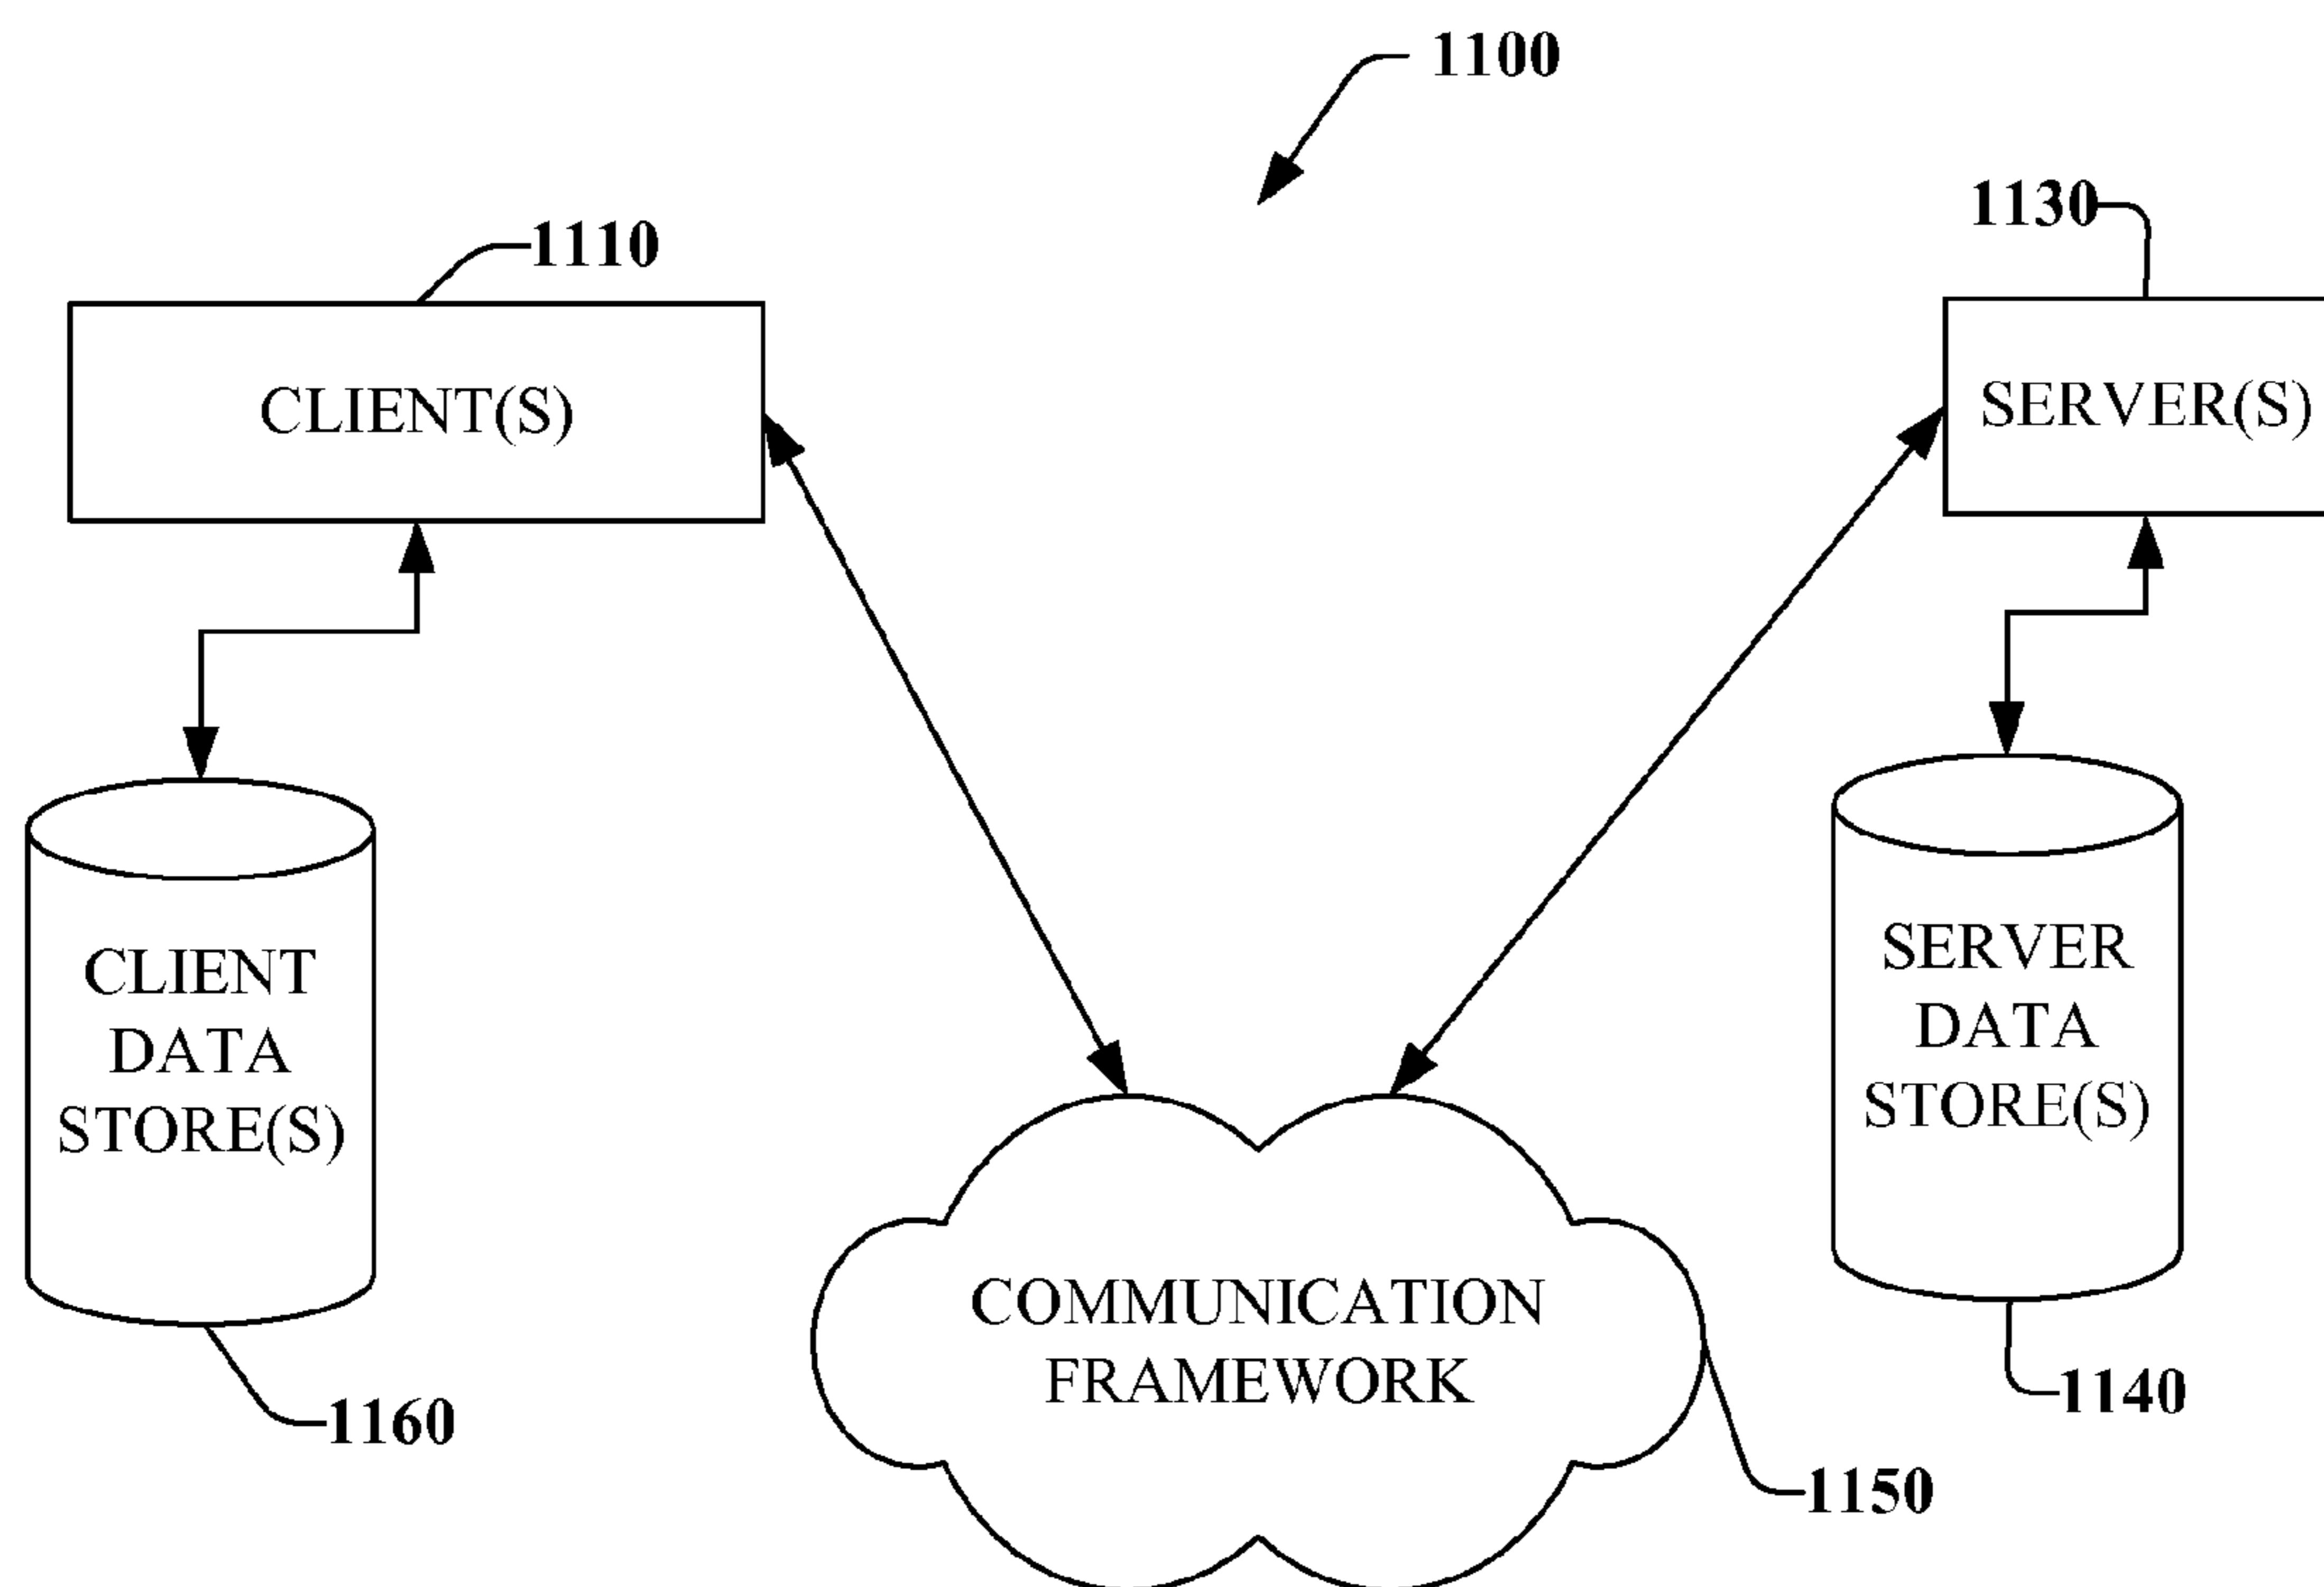 1100
1130
1110
CLIENT(S)
SERVER(S)
CLIENT
DATA
STORE(S)
SERVER
DATA
STORE(S)
COMMUNICATION
FRAMEWORK
1160
1140
1150